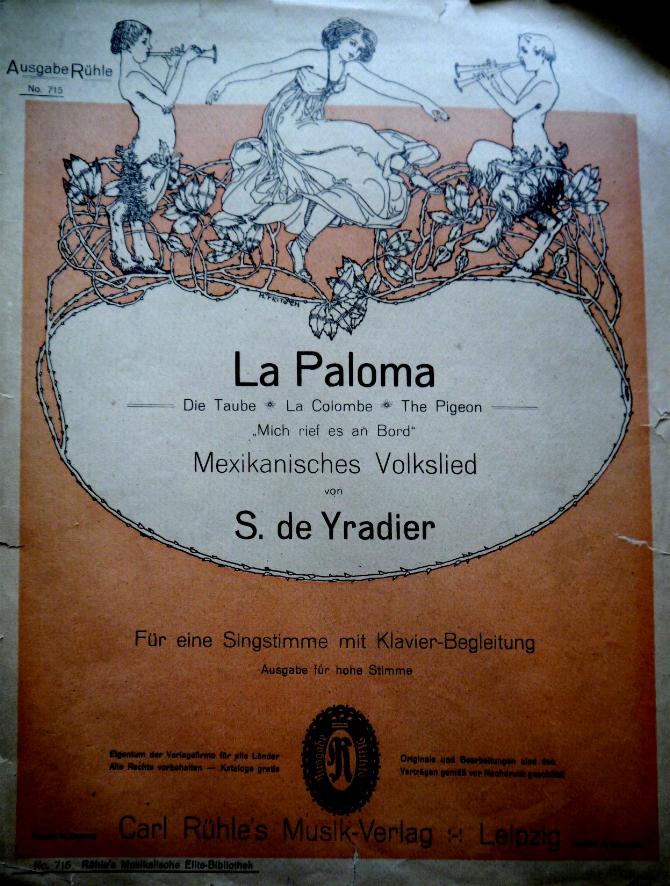 Ausgabe Rühle
No. 715
La Paloma
Die Taube * La Colombe * The Pigeon
„Mich rief es an Bord“
Mexikanisches Volkslied
von
S. de Yradier
Für eine Singstimme mit Klavier-Begleitung
Ausgabe für hohe Stimme
Eigentum der Verlagsfirma für alle Länder
Alle Rechte vorbehalten — Kataloge gratis
R
Originale und Bearbeitungen sind den
Verträgen gemäß vor Nachdruck geschützt
Carl Rühle's Musik-Verlag :-: Leipzig
No. 715 Rühle's Musikalische Elite-Bibliothek